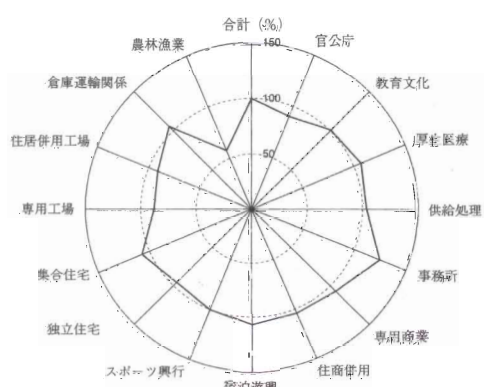 合計 (%)
150
官公庁
教育文化
厚生医療
供給処理
事務所
専用商業
住商併用
宿泊遊興
スポーツ興行
独立住宅
集合住宅
専用工場
住居併用工場
倉庫運輸関係
農林漁業
100
50